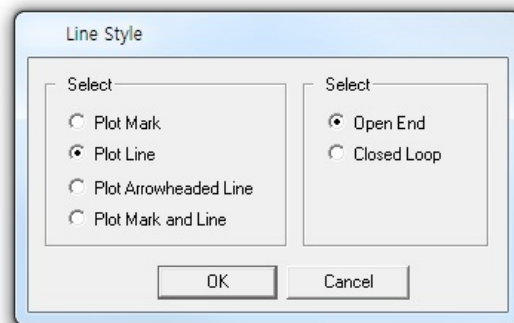 Line Style
Select
Plot Mark
Plot Line
Plot Arrowheaded Line
Plot Mark and Line
Select
Open End
Closed Loop
OK
Cancel